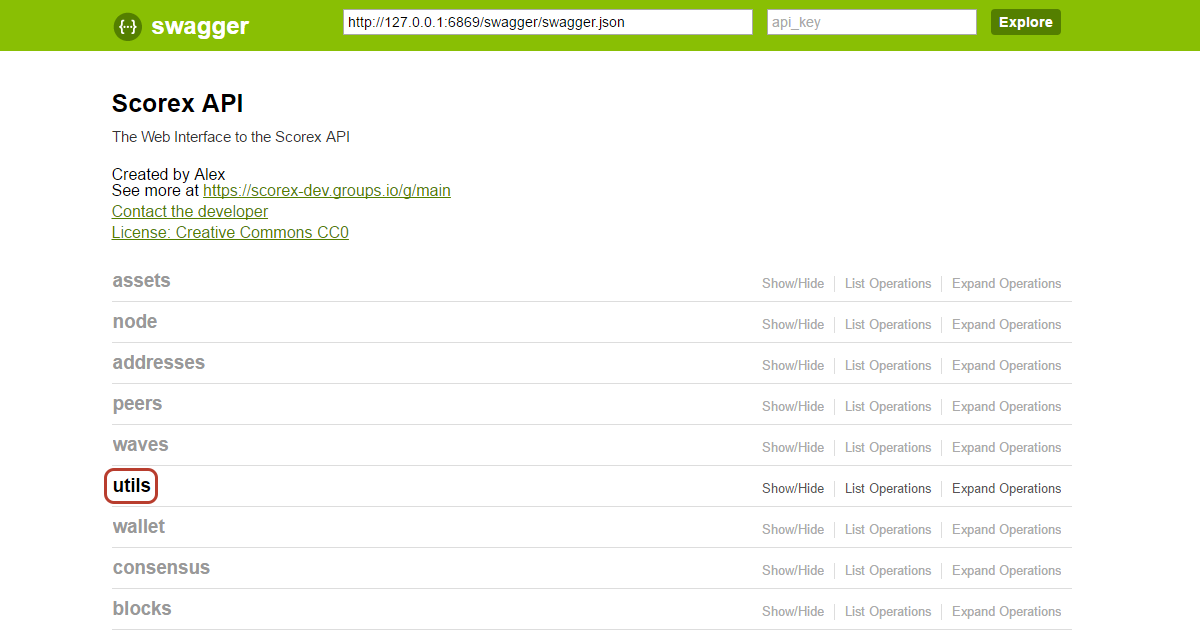 {···} swagger http://127.0.0.1:6869/swagger/swagger.json api_key Explore
Scorex API
The Web Interface to the Scorex API
Created by Alex
See more at https://scorex-dev.groups.io/g/main
Contact the developer
License: Creative Commons CC0
assets Show/Hide List Operations Expand Operations
node Show/Hide List Operations Expand Operations
addresses Show/Hide List Operations Expand Operations
peers Show/Hide List Operations Expand Operations
waves Show/Hide List Operations Expand Operations
utils Show/Hide List Operations Expand Operations
wallet Show/Hide List Operations Expand Operations
consensus Show/Hide List Operations Expand Operations
blocks Show/Hide List Operations Expand Operations